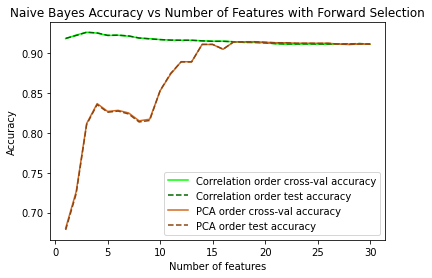 Naive Bayes Accuracy vs Number of Features with Forward Selection
0.90
0.85
0.80
0.75
0.70
Accuracy
Correlation order cross-val accuracy
Correlation order test accuracy
PCA order cross-val accuracy
PCA order test accuracy
0 5 10 15 20 25 30
Number of features